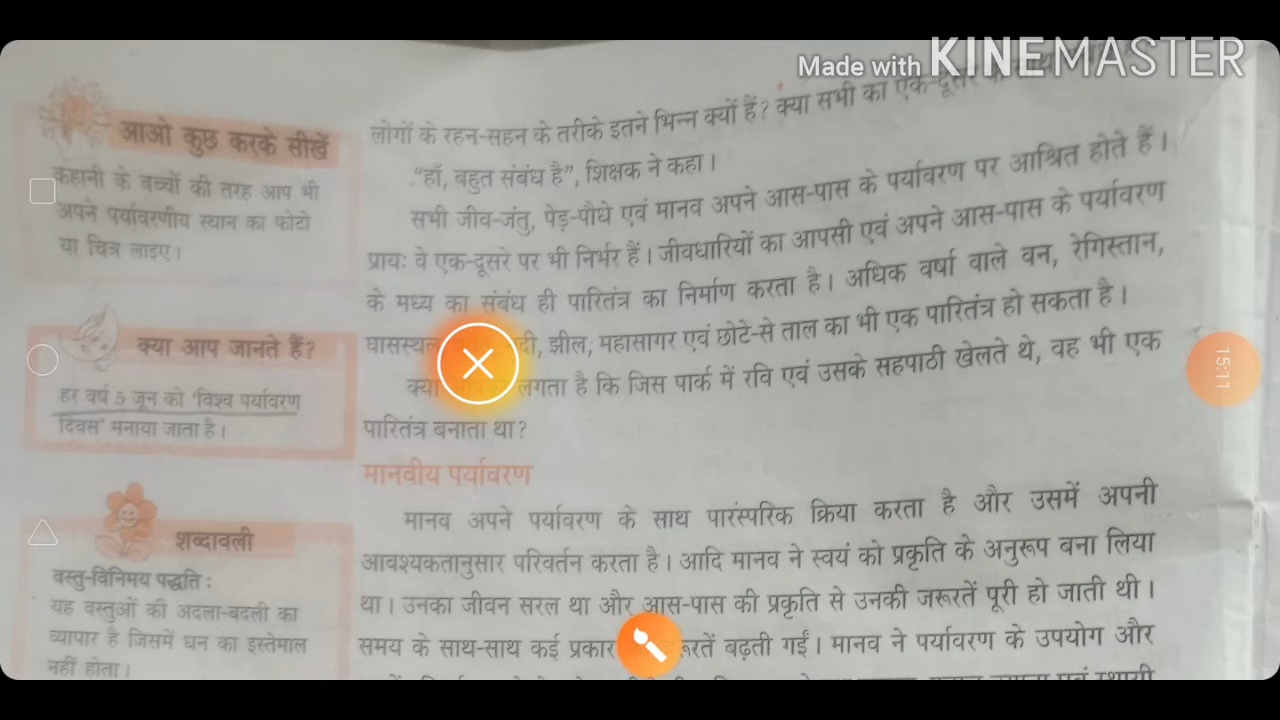 Made with KINEMASTER
आओ कुछ करके सीखें
कहानी के बच्चों की तरह आप भी
अपने पर्यावरणीय स्थान का फोटो
या चित्र लाइए।
क्या आप जानते हैं?
हर वर्ष 5 जून को 'विश्व पर्यावरण
दिवस' मनाया जाता है।
शब्दावली
वस्तु-विनिमय पद्धति :
यह वस्तुओं की अदला-बदली का
व्यापार है जिसमें धन का इस्तेमाल
नहीं होता।
लोगों के रहन-सहन के तरीके इतने भिन्न क्यों हैं? क्या सभी का एक-दूसरे
"हाँ, बहुत संबंध है", शिक्षक ने कहा।
सभी जीव-जंतु, पेड़-पौधे एवं मानव अपने आस-पास के पर्यावरण पर आश्रित होते हैं।
प्रायः वे एक-दूसरे पर भी निर्भर हैं। जीवधारियों का आपसी एवं अपने आस-पास के पर्यावरण
के मध्य का संबंध ही पारितंत्र का निर्माण करता है। अधिक वर्षा वाले वन, रेगिस्तान,
झील, महासागर एवं छोटे-से ताल का भी एक पारितंत्र हो सकता है।
क्या लगता है कि जिस पार्क में रवि एवं उसके सहपाठी खेलते थे, वह भी एक
पारितंत्र बनाता था?
मानवीय पर्यावरण
मानव अपने पर्यावरण के साथ पारंस्परिक क्रिया करता है और उसमें अपनी
आवश्यकतानुसार परिवर्तन करता है। आदि मानव ने स्वयं को प्रकृति के अनुरूप बना लिया
था। उनका जीवन सरल था और आस-पास की प्रकृति से उनकी जरूरतें पूरी हो जाती थी।
समय के साथ-साथ कई प्रकार बढ़ती गईं। मानव ने पर्यावरण के उपयोग और
15:11